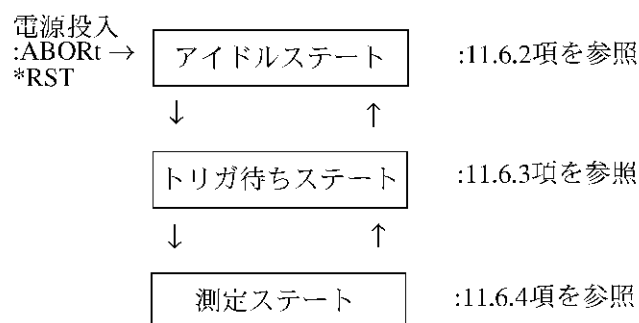 電源投入
:ABORt → アイドルステート :11.6.2項を参照
*RST
↓ ↑
トリガ待ちステート :11.6.3項を参照
↓ ↑
測定ステート :11.6.4項を参照